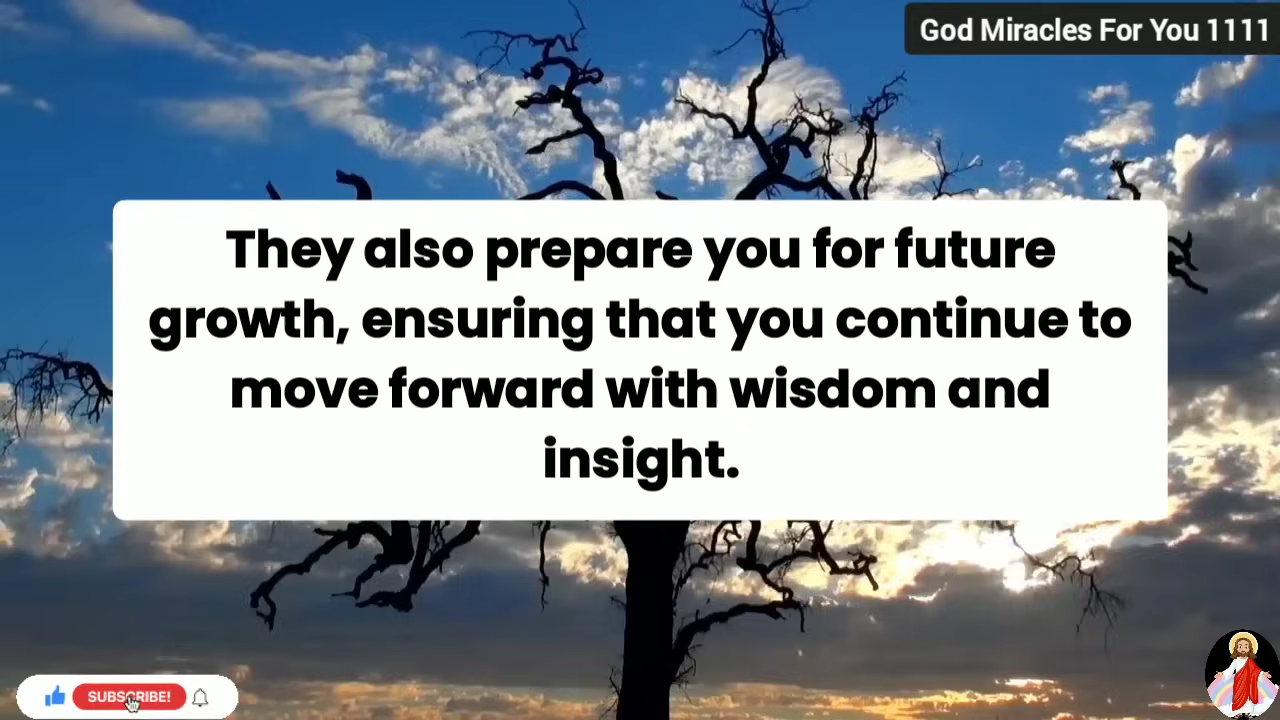 God Miracles For You 1111
They also prepare you for future
growth, ensuring that you continue to
move forward with wisdom and
insight.
SUBSCRIBE!